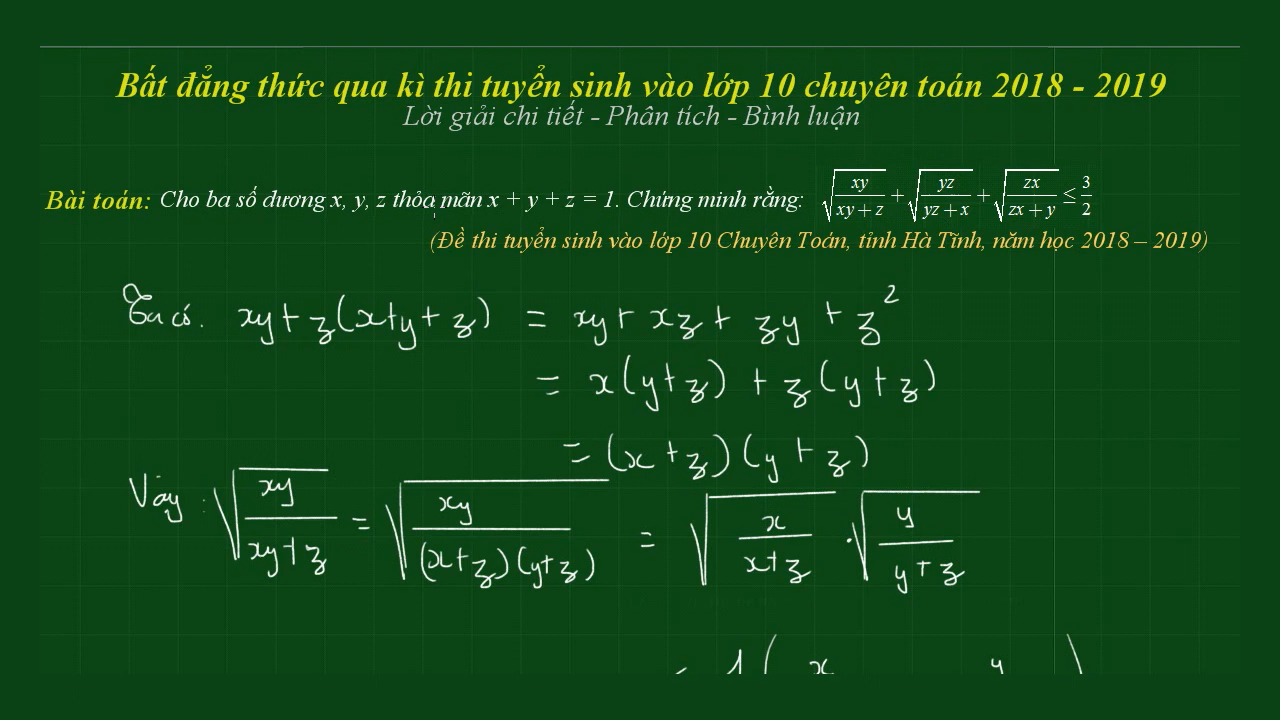 Bất đẳng thức qua kì thi tuyển sinh vào lớp 10 chuyên toán 2018 - 2019
Lời giải chi tiết - Phân tích - Bình luận
Bài toán: Cho ba số dương x, y, z thỏa mãn x + y + z = 1. Chứng minh rằng: √(xy/(xy + z)) + √(yz/(yz + x)) + √(zx/(zx + y)) ≤ 3/2
(Đề thi tuyển sinh vào lớp 10 Chuyên Toán, tỉnh Hà Tĩnh, năm học 2018 – 2019)
Ta có. xy + z(x+y+z) = xy + xz + zy + z²
= x(y+z) + z(y+z)
= (x+z)(y+z)
Vậy : √(xy/(xy+z)) = √(xy/((x+z)(y+z))) = √(x/(x+z)) · √(y/(y+z))